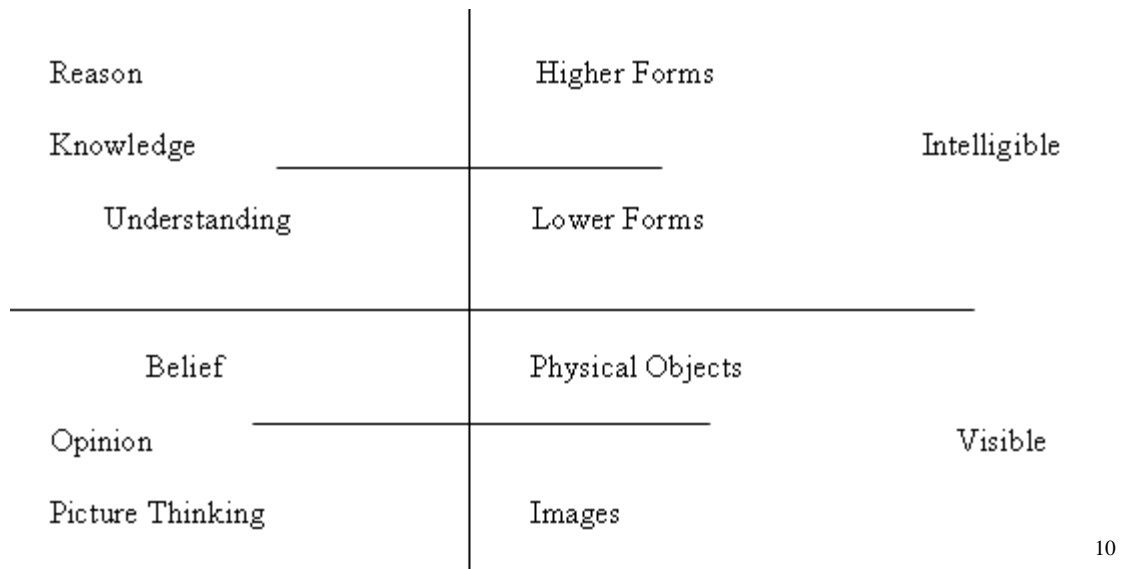 Reason Higher Forms
Knowledge Intelligible
Understanding Lower Forms
Belief Physical Objects
Opinion Visible
Picture Thinking Images
10